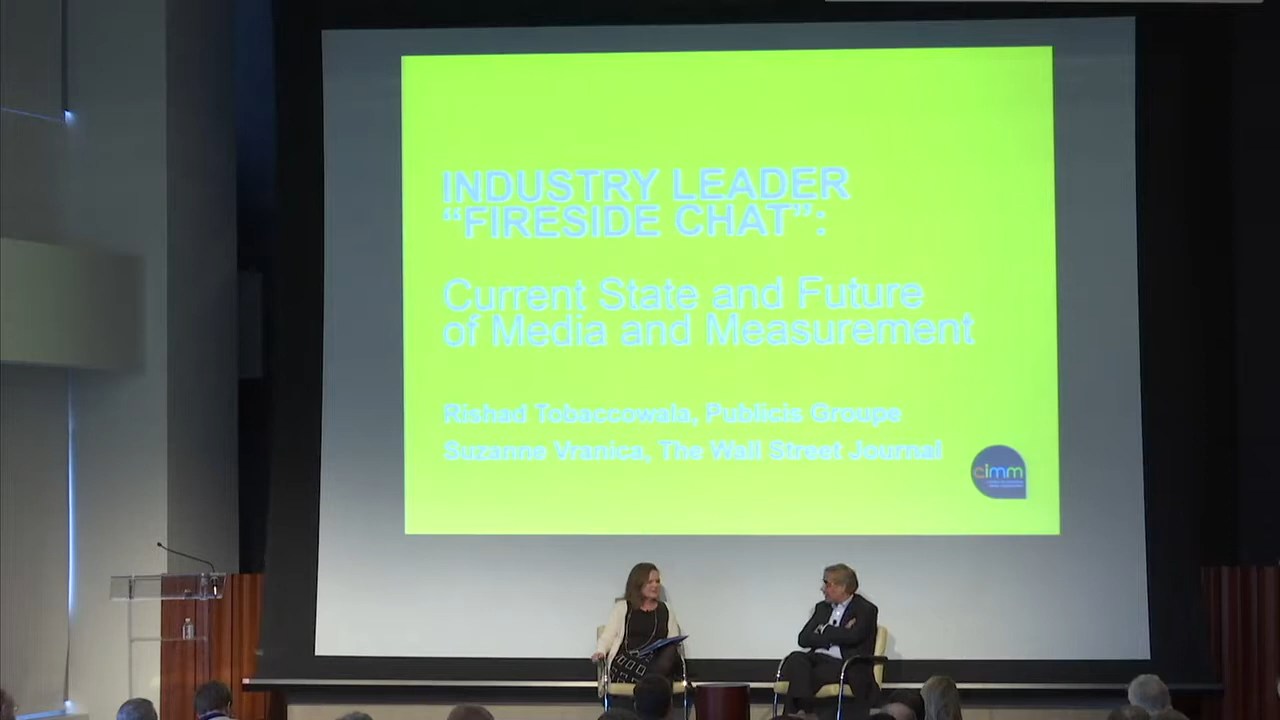 INDUSTRY LEADER
“FIRESIDE CHAT”:
Current State and Future
of Media and Measurement
Rishad Tobaccowala, Publicis Groupe
Suzanne Vranica, The Wall Street Journal
cimm